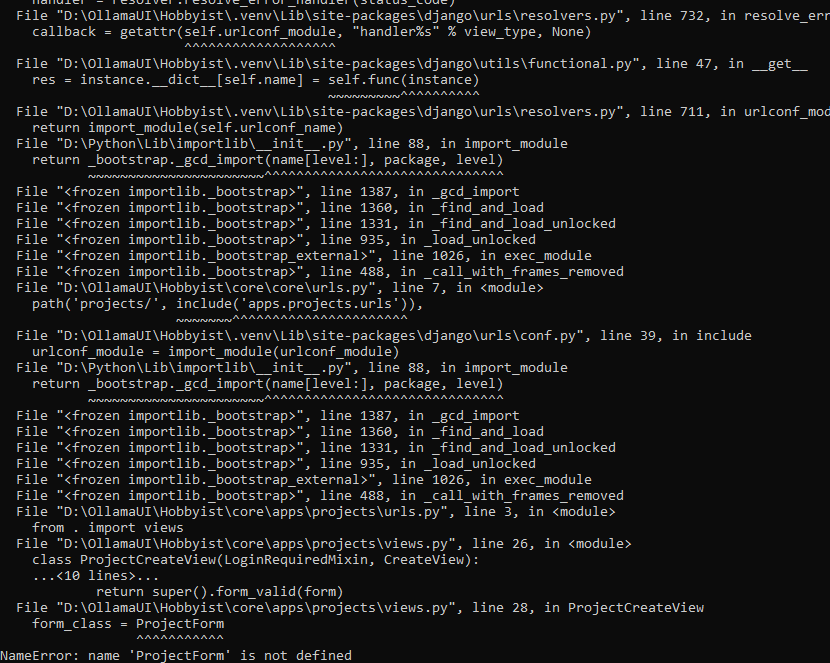 handler = resolver.resolve_error_handler(status_code)
File "D:\OllamaUI\Hobbyist\.venv\Lib\site-packages\django\urls\resolvers.py", line 732, in resolve_err
callback = getattr(self.urlconf_module, "handler%s" % view_type, None)
^^^^^^^^^^^^^^^^^^^
File "D:\OllamaUI\Hobbyist\.venv\Lib\site-packages\django\utils\functional.py", line 47, in __get__
res = instance.__dict__[self.name] = self.func(instance)
~~~~~~~~~^^^^^^^^^^
File "D:\OllamaUI\Hobbyist\.venv\Lib\site-packages\django\urls\resolvers.py", line 711, in urlconf_mod
return import_module(self.urlconf_name)
File "D:\Python\Lib\importlib\__init__.py", line 88, in import_module
return _bootstrap._gcd_import(name[level:], package, level)
~~~~~~~~~~~~~~~~~~~~~~^^^^^^^^^^^^^^^^^^^^^^^^^^^^^^
File "<frozen importlib._bootstrap>", line 1387, in _gcd_import
File "<frozen importlib._bootstrap>", line 1360, in _find_and_load
File "<frozen importlib._bootstrap>", line 1331, in _find_and_load_unlocked
File "<frozen importlib._bootstrap>", line 935, in _load_unlocked
File "<frozen importlib._bootstrap_external>", line 1026, in exec_module
File "<frozen importlib._bootstrap>", line 488, in _call_with_frames_removed
File "D:\OllamaUI\Hobbyist\core\core\urls.py", line 7, in <module>
path('projects/', include('apps.projects.urls')),
~~~~~~~^^^^^^^^^^^^^^^^^^^^^^
File "D:\OllamaUI\Hobbyist\.venv\Lib\site-packages\django\urls\conf.py", line 39, in include
urlconf_module = import_module(urlconf_module)
File "D:\Python\Lib\importlib\__init__.py", line 88, in import_module
return _bootstrap._gcd_import(name[level:], package, level)
~~~~~~~~~~~~~~~~~~~~~~^^^^^^^^^^^^^^^^^^^^^^^^^^^^^^
File "<frozen importlib._bootstrap>", line 1387, in _gcd_import
File "<frozen importlib._bootstrap>", line 1360, in _find_and_load
File "<frozen importlib._bootstrap>", line 1331, in _find_and_load_unlocked
File "<frozen importlib._bootstrap>", line 935, in _load_unlocked
File "<frozen importlib._bootstrap_external>", line 1026, in exec_module
File "<frozen importlib._bootstrap>", line 488, in _call_with_frames_removed
File "D:\OllamaUI\Hobbyist\core\apps\projects\urls.py", line 3, in <module>
from . import views
File "D:\OllamaUI\Hobbyist\core\apps\projects\views.py", line 26, in <module>
class ProjectCreateView(LoginRequiredMixin, CreateView):
...<10 lines>...
return super().form_valid(form)
File "D:\OllamaUI\Hobbyist\core\apps\projects\views.py", line 28, in ProjectCreateView
form_class = ProjectForm
^^^^^^^^^^^
NameError: name 'ProjectForm' is not defined